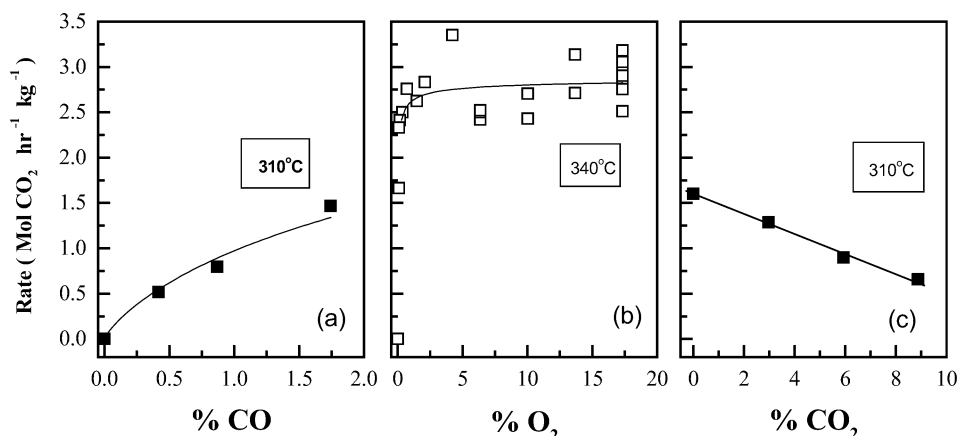 Rate ( Mol CO2 hr-1 kg-1 )
3.5
3.0
2.5
2.0
1.5
1.0
0.5
0.0
310°C
(a)
0.0 0.5 1.0 1.5 2.0
% CO
340°C
(b)
0 5 10 15 20
% O2
310°C
(c)
0 2 4 6 8 10
% CO2